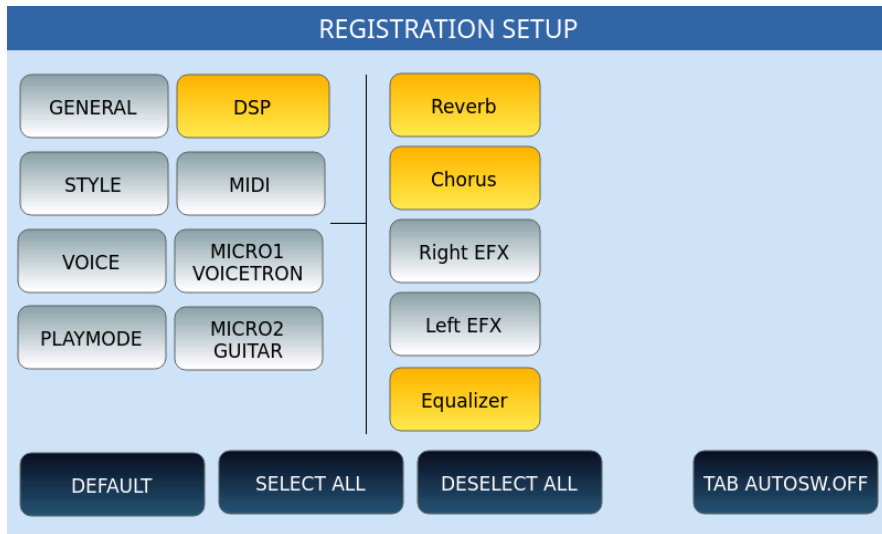 REGISTRATION SETUP
GENERAL
DSP
STYLE
MIDI
VOICE
MICRO1
VOICETRON
PLAYMODE
MICRO2
GUITAR
Reverb
Chorus
Right EFX
Left EFX
Equalizer
DEFAULT
SELECT ALL
DESELECT ALL
TAB AUTOSW.OFF